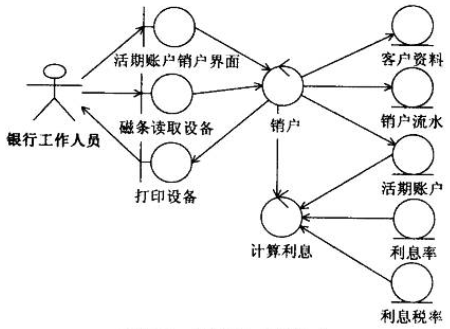 活期账户销户界面
客户资料
银行工作人员
磁条读取设备
销户
销户流水
打印设备
活期账户
计算利息
利息率
利息税率